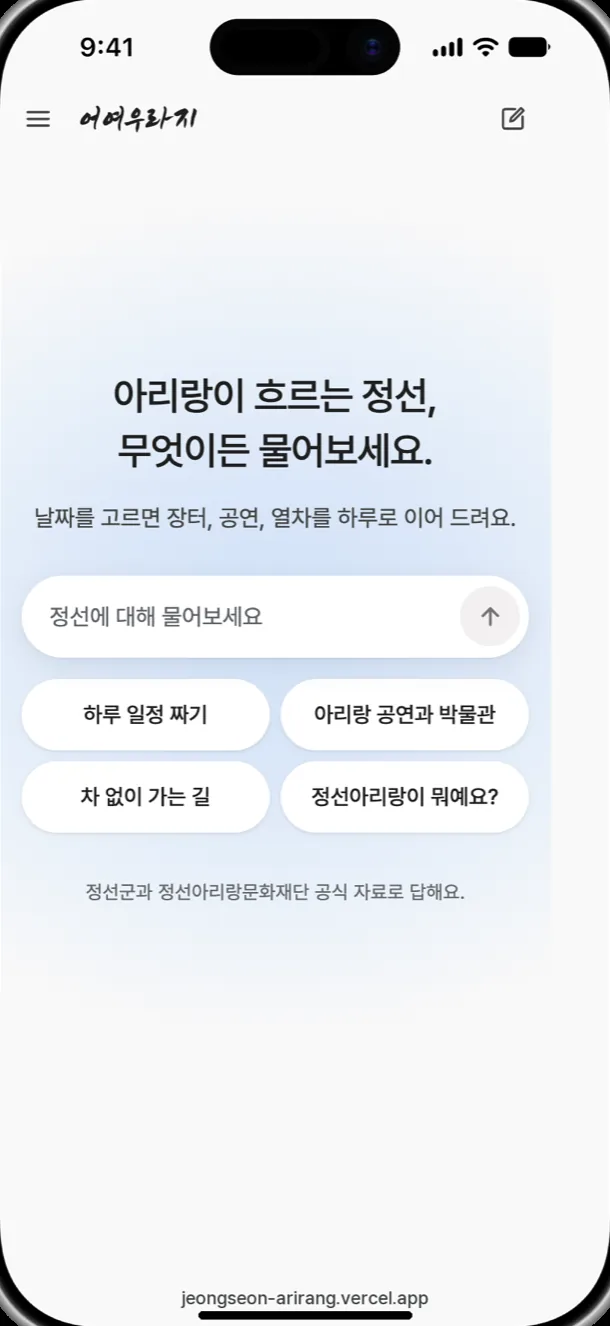 9:41
어여우라지
아리랑이 흐르는 정선,
무엇이든 물어보세요.
날짜를 고르면 장터, 공연, 열차를 하루로 이어 드려요.
정선에 대해 물어보세요
하루 일정 짜기
아리랑 공연과 박물관
차 없이 가는 길
정선아리랑이 뭐예요?
정선군과 정선아리랑문화재단 공식 자료로 답해요.
jeongseon-arirang.vercel.app